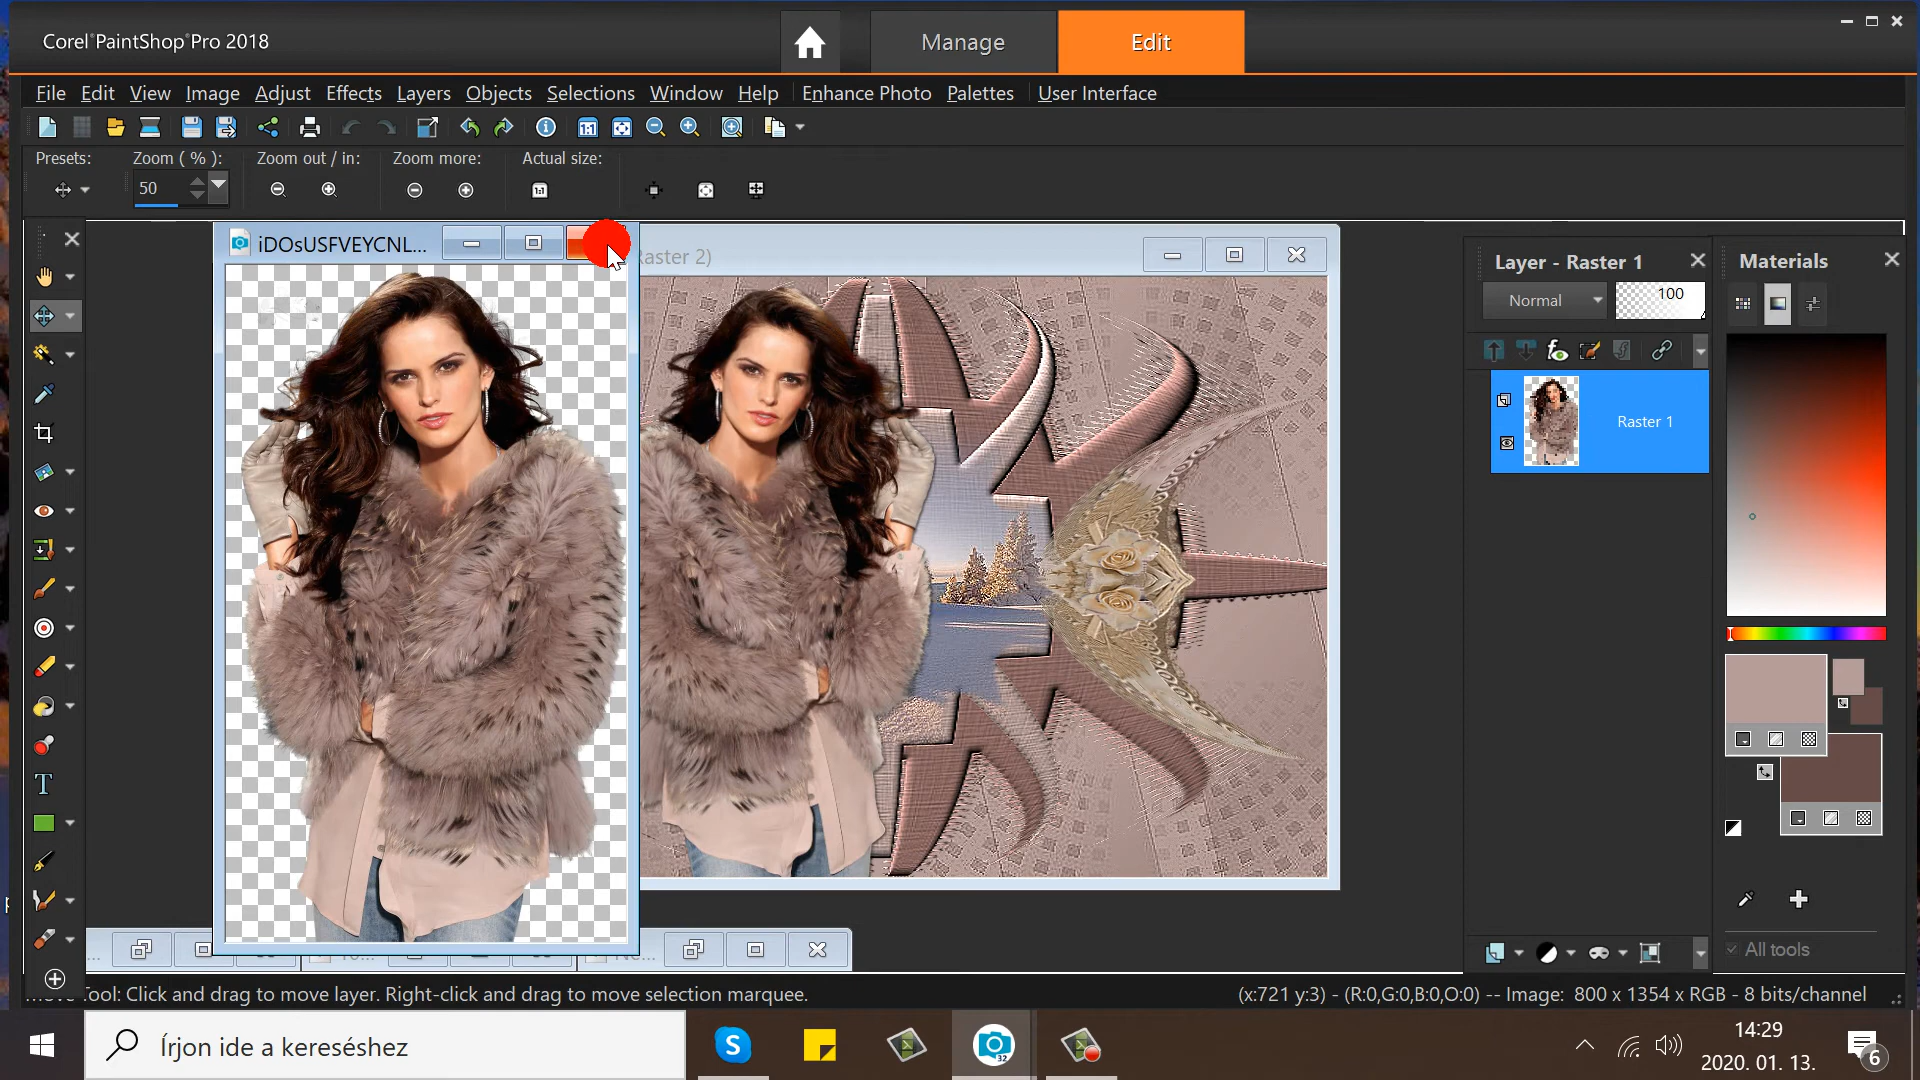 Corel®PaintShop®Pro 2018
Manage
Edit
File Edit View Image Adjust Effects Layers Objects Selections Window Help Enhance Photo Palettes User Interface
Presets: Zoom ( % ): Zoom out / in: Zoom more: Actual size:
50
iDOsUSFVEYCNL...
aster 2)
Layer - Raster 1
Materials
Normal
100
Raster 1
All tools
Tool: Click and drag to move layer. Right-click and drag to move selection marquee.
(x:721 y:3) - (R:0,G:0,B:0,O:0) -- Image: 800 x 1354 x RGB - 8 bits/channel
Írjon ide a kereséshez
14:29
2020. 01. 13.
6